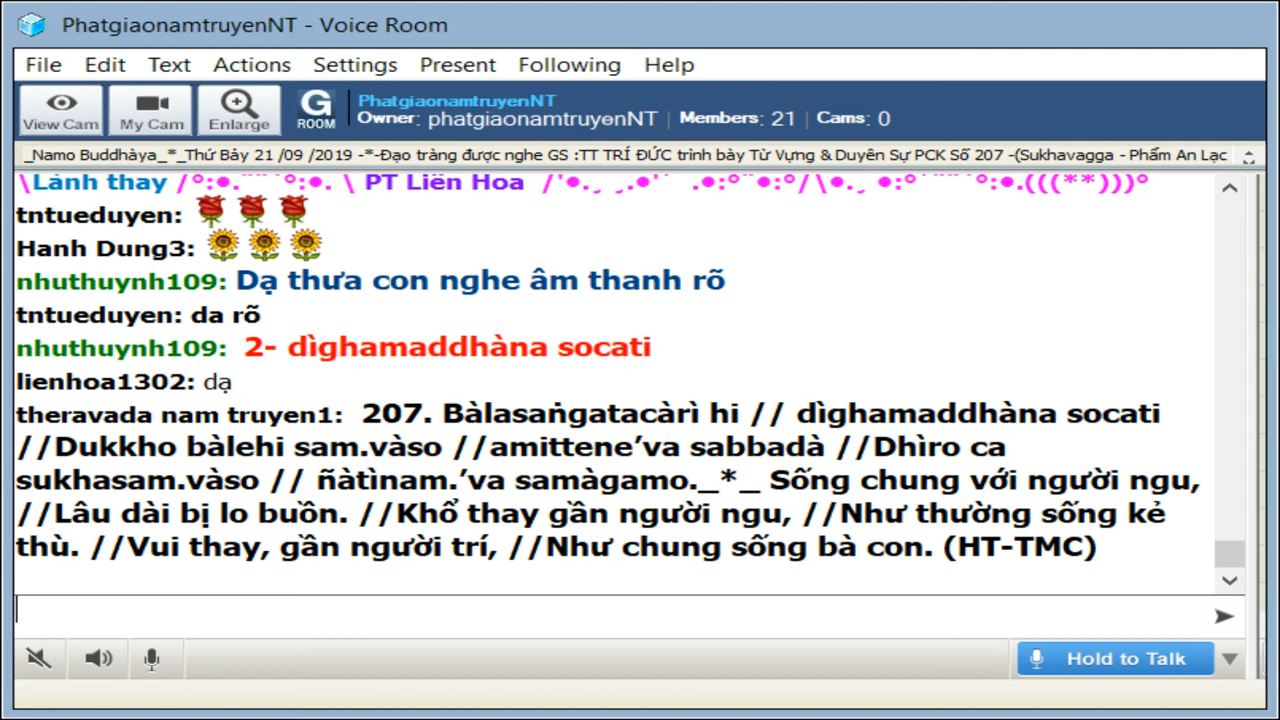 PhatgiaonamtruyenNT - Voice Room
File Edit Text Actions Settings Present Following Help
View Cam My Cam Enlarge G ROOM PhatgiaonamtruyenNT
Owner: phatgiaonamtruyenNT | Members: 21 | Cams: 0
_Namo Buddhàya_*_Thứ Bảy 21 /09 /2019 -*-Đạo tràng được nghe GS :TT TRÍ ĐỨC trình bày Từ Vựng & Duyên Sự PCK Số 207 -(Sukhavagga - Phẩm An Lạc
\Lành thay PT Liên Hoa
tntueduyen:
Hanh Dung3:
nhuthuynh109: Dạ thưa con nghe âm thanh rõ
tntueduyen: da rõ
nhuthuynh109: 2- dìghamaddhàna socati
lienhoa1302: dạ
theravada nam truyen1: 207. Bàlasaṅgatacàrì hi // dìghamaddhàna socati
//Dukkho bàlehi sam.vàso //amittene’va sabbadà //Dhìro ca
sukhasam.vàso // ñàtìnam.’va samàgamo._*_ Sống chung với người ngu,
//Lâu dài bị lo buồn. //Khổ thay gần người ngu, //Như thường sống kẻ
thù. //Vui thay, gần người trí, //Như chung sống bà con. (HT-TMC)
Hold to Talk